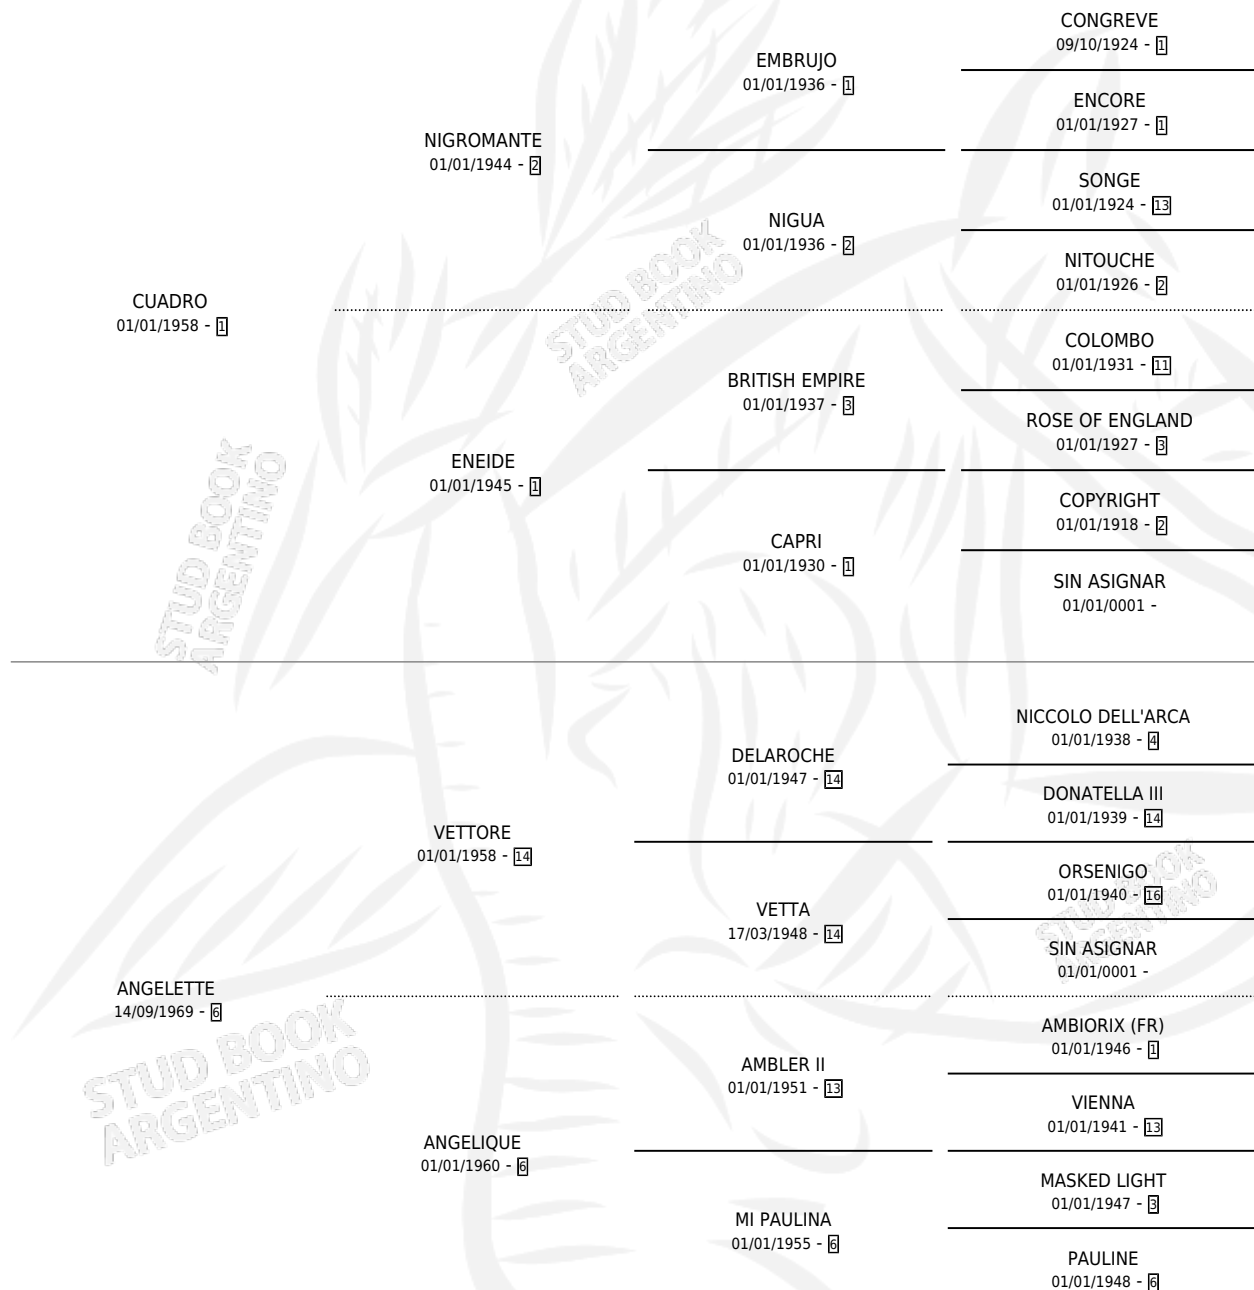 CONGREVE
09/10/1924 - 1
EMBRUJO
01/01/1936 - 1
ENCORE
01/01/1927 - 1
NIGROMANTE
01/01/1944 - 2
SONGE
01/01/1924 - 13
NIGUA
01/01/1936 - 2
NITOUCHE
01/01/1926 - 2
CUADRO
01/01/1958 - 1
COLOMBO
01/01/1931 - 11
BRITISH EMPIRE
01/01/1937 - 3
ROSE OF ENGLAND
01/01/1927 - 3
ENEIDE
01/01/1945 - 1
COPYRIGHT
01/01/1918 - 2
CAPRI
01/01/1930 - 1
SIN ASIGNAR
01/01/0001 -
NICCOLO DELL'ARCA
01/01/1938 - 4
DELAROCHE
01/01/1947 - 14
DONATELLA III
01/01/1939 - 14
VETTORE
01/01/1958 - 14
ORSENIGO
01/01/1940 - 16
VETTA
17/03/1948 - 14
SIN ASIGNAR
01/01/0001 -
ANGELETTE
14/09/1969 - 6
AMBIORIX (FR)
01/01/1946 - 1
AMBLER II
01/01/1951 - 13
VIENNA
01/01/1941 - 13
ANGELIQUE
01/01/1960 - 6
MASKED LIGHT
01/01/1947 - 3
MI PAULINA
01/01/1955 - 6
PAULINE
01/01/1948 - 6
STUD BOOK
ARGENTINO
STUD BOOK
ARGENTINO
STUD BOOK
ARGENTINO
STUD BOOK
ARGENTINO